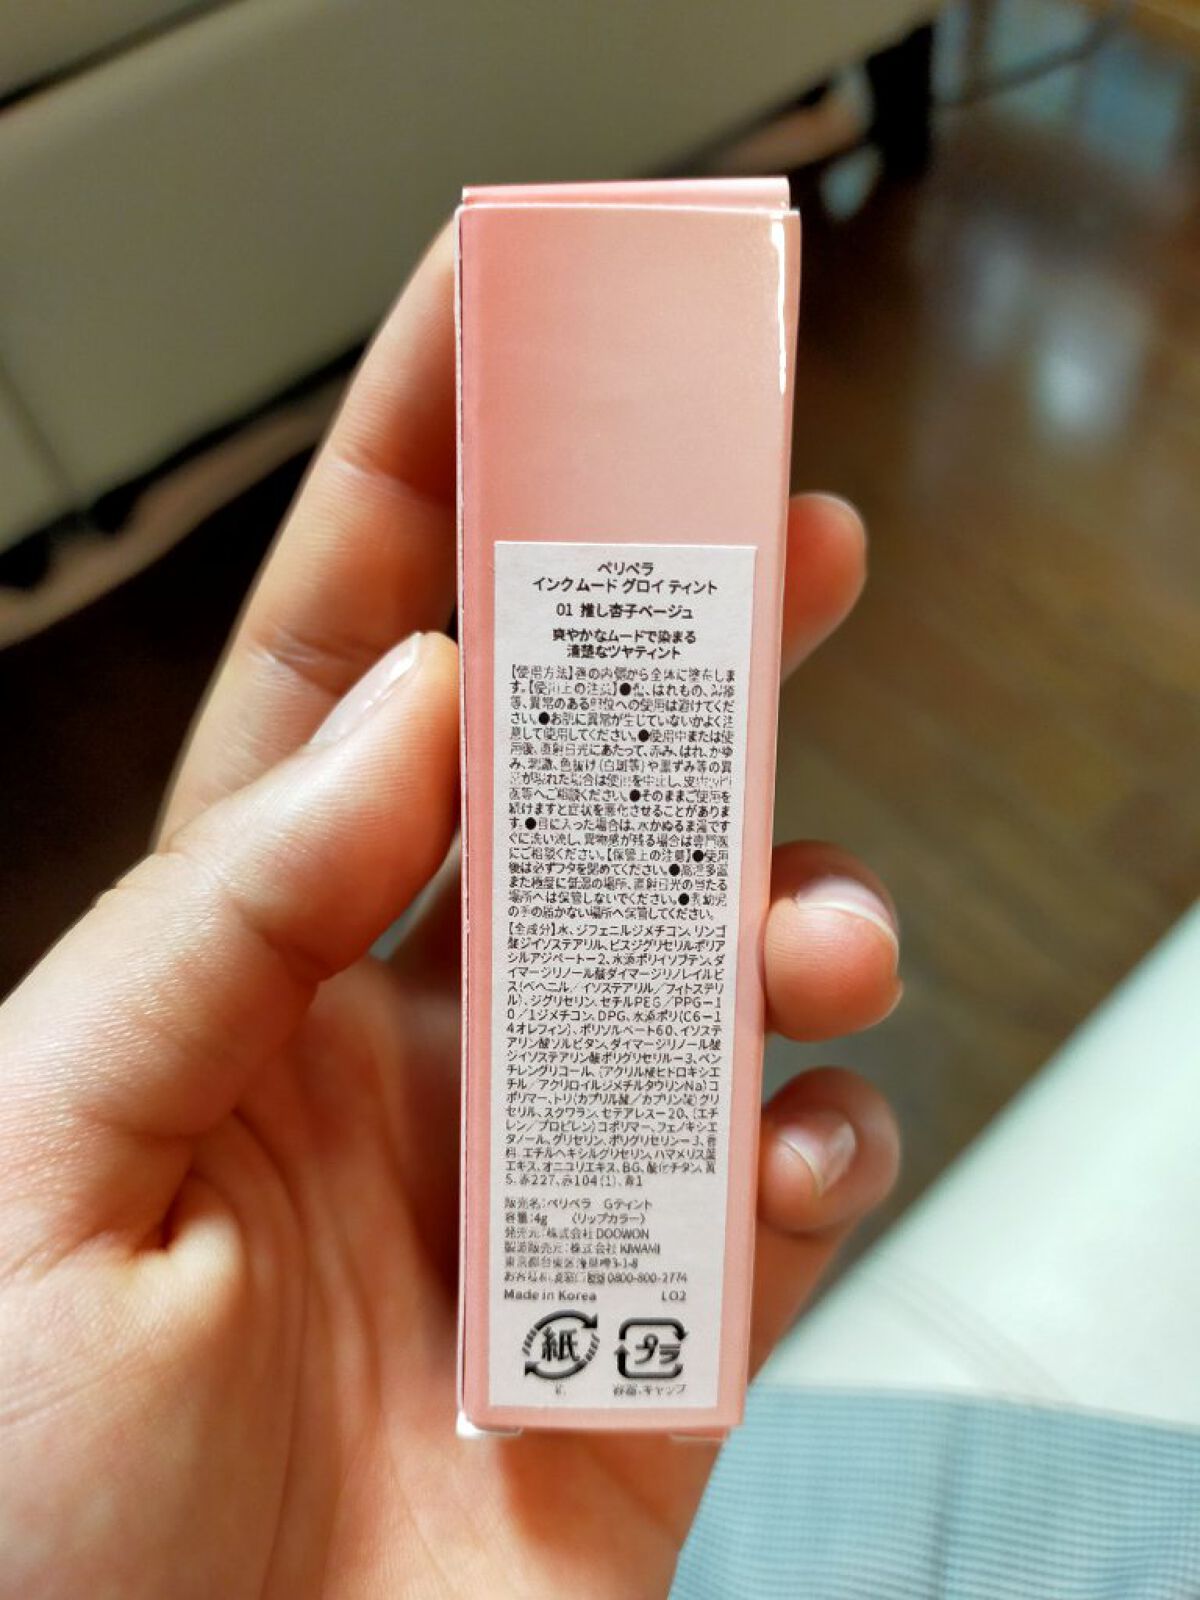 ペリペラ
インクムード グロイ ティント
01 推し杏子ベージュ
爽やかなムードで染まる
清楚なツヤティント
【使用方法】唇の内側から全体に塗布しま
す。【使用上の注意】●傷、はれもの、湿疹
等、異常のある部位への使用は避けてくだ
さい。●お肌に異常が生じていないかよく注
意して使用してください。●使用中または使
用後、直射日光にあたって、赤み、はれ、かゆ
み、刺激、色抜け(白斑等)や黒ずみ等の異
常が現れた場合は使用を中止し、皮膚科専門
医等へご相談ください。●そのままご使用を
続けますと症状を悪化させることがありま
す。●目に入った場合は、水かぬるま湯です
ぐに洗い流し、異物感が残る場合は専門医
にご相談ください。【保管上の注意】●使用
後は必ずフタを閉めてください。●高温多湿
また極度に低温の場所、直射日光の当たる
場所へは保管しないでください。●乳幼児
の手の届かない場所へ保管してください。
【全成分】水、ジフェニルジメチコン、リンゴ
酸ジイソステアリル、ビスジグリセリルポリア
シルアジペート-2、水添ポリイソブテン、ダ
イマージリノール酸ダイマージリノレイルビ
ス(ベヘニル/イソステアリル/フィトステリ
ル)、ジグリセリン、セチルPEG/PPG-1
0/1ジメチコン、DPG、水添ポリ(C6-1
4オレフィン)、ポリソルベート60、イソステ
アリン酸ソルビタン、ダイマージリノール酸
ジイソステアリン酸ポリグリセリル-3、ペン
チレングリコール、(アクリル酸ヒドロキシエ
チル/アクリロイルジメチルタウリンNa)コ
ポリマー、トリ(カプリル酸/カプリン酸)グリ
セリル、スクワラン、セテアレス-20、(エチ
レン/プロピレン)コポリマー、フェノキシエ
タノール、グリセリン、ポリグリセリン-3、香
料、エチルヘキシルグリセリン、ハマメリス葉
エキス、オニユリエキス、BG、酸化チタン、黄
5、赤227、赤104(1)、青1
販売名:ペリペラ Gティント
容量:4g (リップカラー)
発売元:株式会社DOOWON
製造販売元:株式会社 KIWAMI
東京都台東区浅草橋3-1-8
0800-800-2774
Made in Korea LO2
紙 プラ